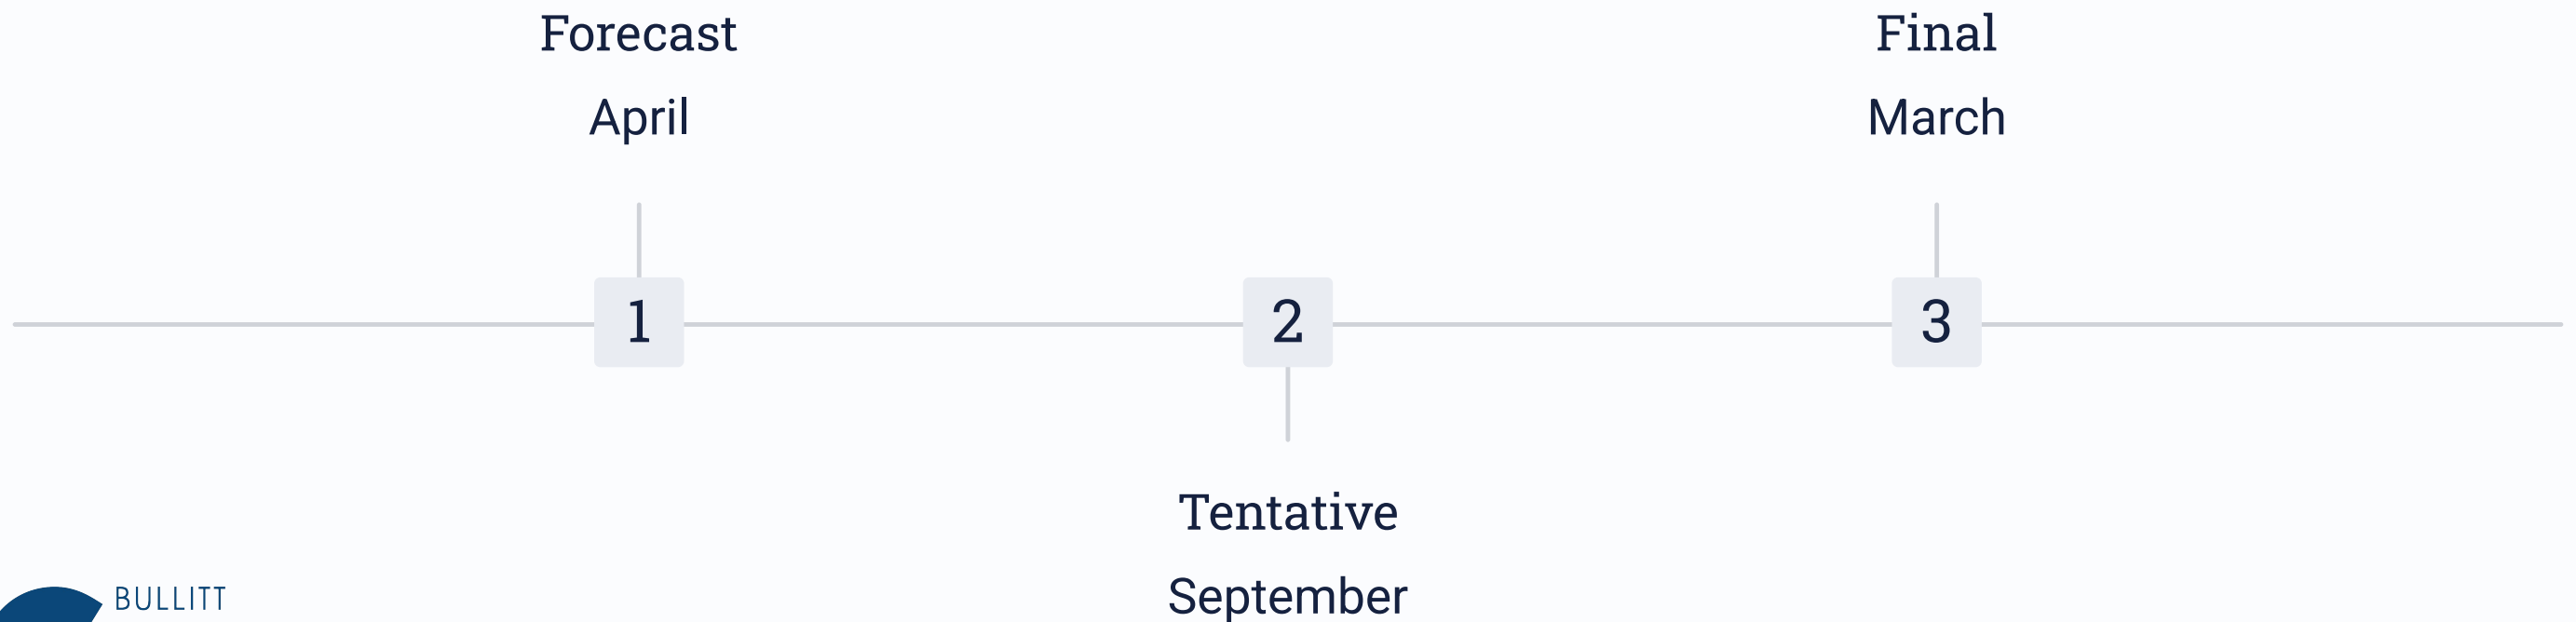 Forecast
April
Final
March
1
2
3
Tentative
September
BULLITT